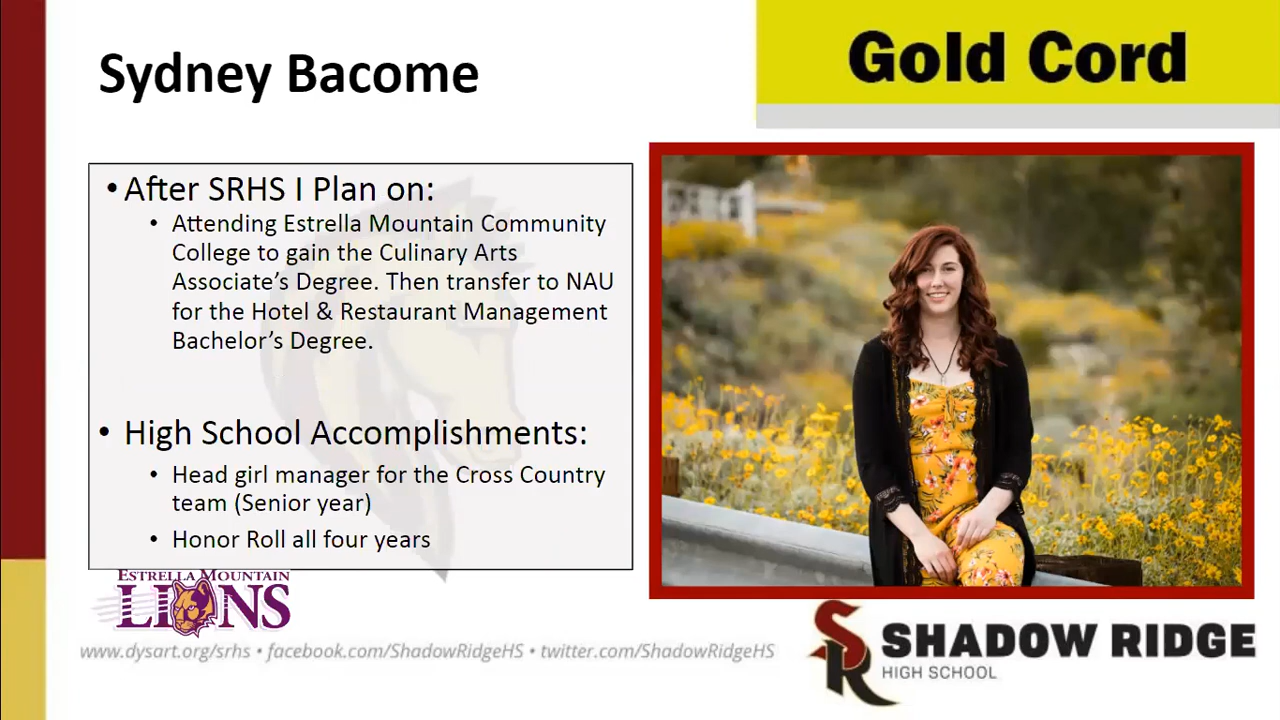 Sydney Bacome
Gold Cord
• After SRHS I Plan on:
• Attending Estrella Mountain Community
College to gain the Culinary Arts
Associate's Degree. Then transfer to NAU
for the Hotel & Restaurant Management
Bachelor's Degree.
• High School Accomplishments:
• Head girl manager for the Cross Country
team (Senior year)
• Honor Roll all four years
ESTRELLA MOUNTAIN
LIONS
www.dysart.org/srhs • facebook.com/ShadowRidgeHS • twitter.com/ShadowRidgeHS
SR
SHADOW RIDGE
HIGH SCHOOL